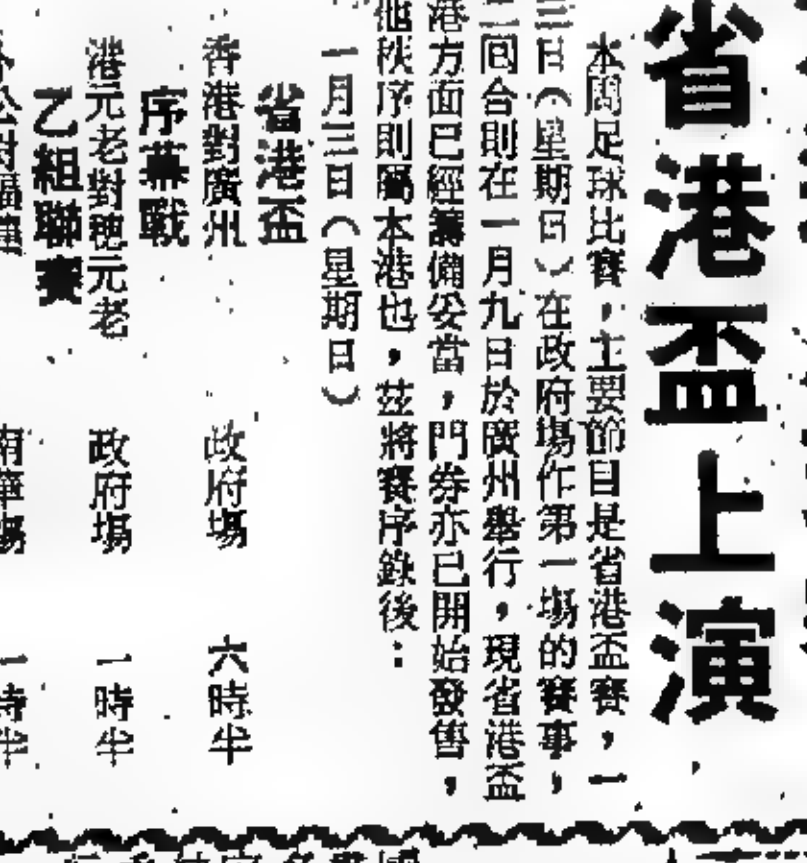 省港盃上演
本周足球比賽，主要節目是省港盃賽，一
三日（星期日）在政府場作第一場的賽事，
二囘合則在一月九日於廣州舉行，現省港盃
港方面已經籌備妥當，門券亦已開始發售，
他秩序則屬本港也，茲將賽序錄後：
一月三日（星期日）
省港盃
香港對廣州 政府場 六時半
序幕戰
港元老對穗元老 政府場 一時半
乙組聯賽
一時半